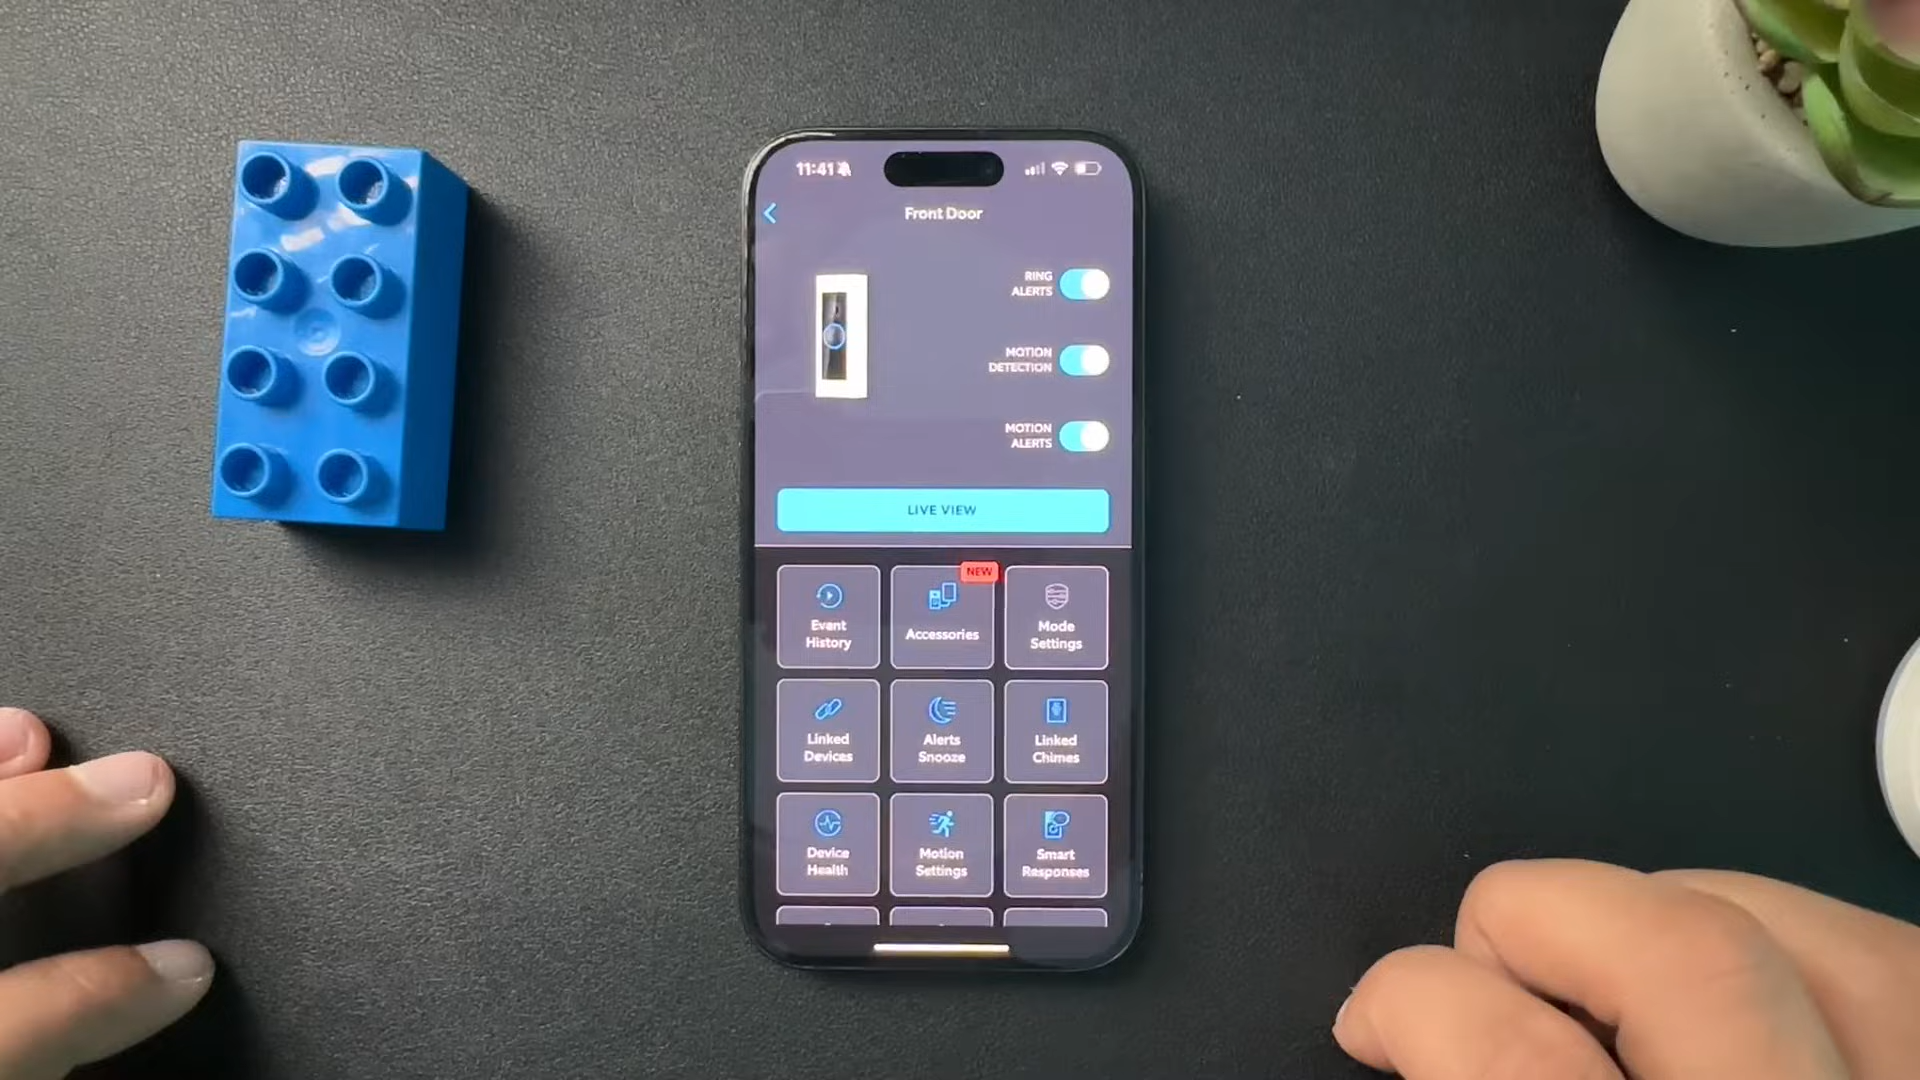 11:41
Front Door
RING
ALERTS
MOTION
DETECTION
MOTION
ALERTS
LIVE VIEW
NEW
Event
History
Accessories
Mode
Settings
Linked
Devices
Alerts
Snooze
Linked
Chimes
Device
Health
Motion
Settings
Smart
Responses